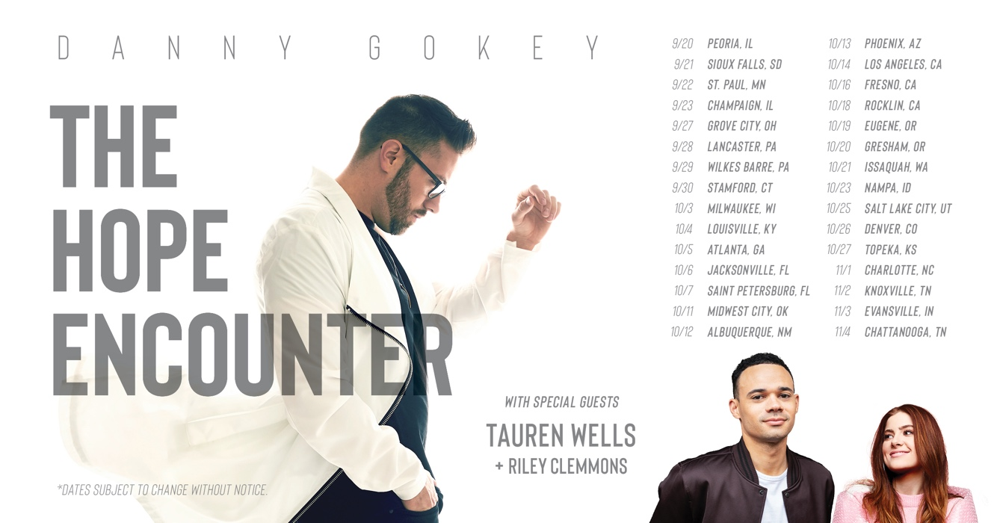 DANNY GOKEY
THE
HOPE
ENCOUNTER
*DATES SUBJECT TO CHANGE WITHOUT NOTICE.
WITH SPECIAL GUESTS
TAUREN WELLS
+ RILEY CLEMMONS
9/20 PEORIA, IL
9/21 SIOUX FALLS, SD
9/22 ST. PAUL, MN
9/23 CHAMPAIGN, IL
9/27 GROVE CITY, OH
9/28 LANCASTER, PA
9/29 WILKES BARRE, PA
9/30 STAMFORD, CT
10/3 MILWAUKEE, WI
10/4 LOUISVILLE, KY
10/5 ATLANTA, GA
10/6 JACKSONVILLE, FL
10/7 SAINT PETERSBURG, FL
10/11 MIDWEST CITY, OK
10/12 ALBUQUERQUE, NM
10/13 PHOENIX, AZ
10/14 LOS ANGELES, CA
10/16 FRESNO, CA
10/18 ROCKLIN, CA
10/19 EUGENE, OR
10/20 GRESHAM, OR
10/21 ISSAQUAH, WA
10/23 NAMPA, ID
10/25 SALT LAKE CITY, UT
10/26 DENVER, CO
10/27 TOPEKA, KS
11/1 CHARLOTTE, NC
11/2 KNOXVILLE, TN
11/3 EVANSVILLE, IN
11/4 CHATTANOOGA, TN